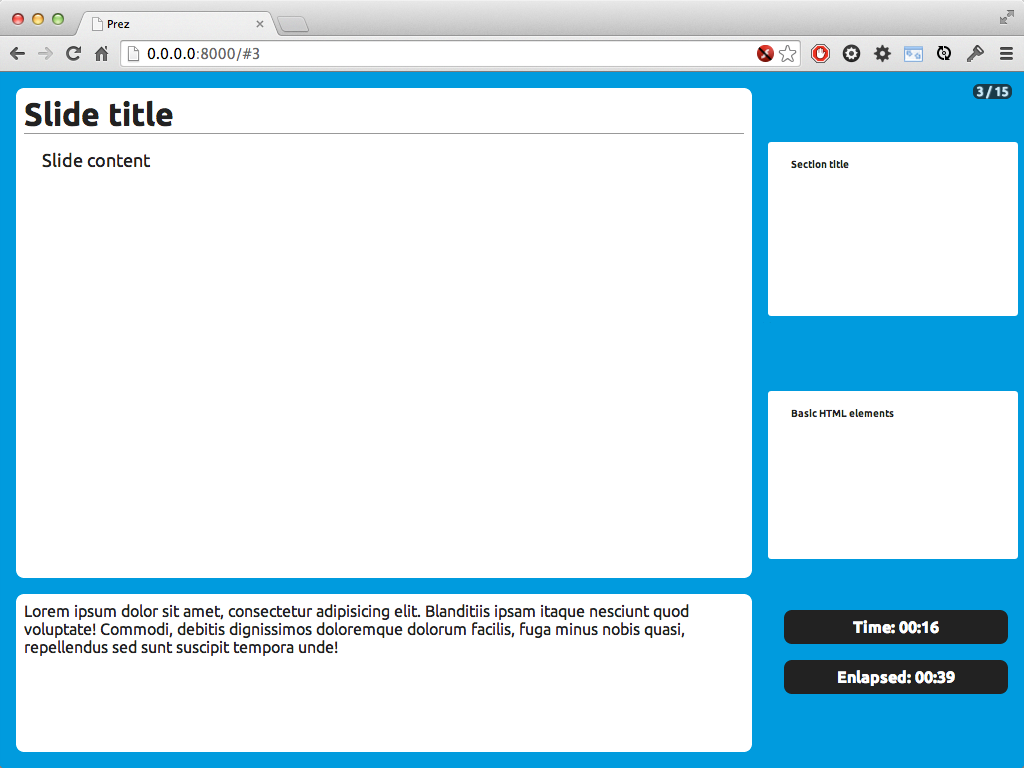 Prez
0.0.0.0:8000/#3
3 / 15
Slide title
Slide content
Section title
Basic HTML elements
Lorem ipsum dolor sit amet, consectetur adipisicing elit. Blanditiis ipsam itaque nesciunt quod
voluptate! Commodi, debitis dignissimos doloremque dolorum facilis, fuga minus nobis quasi,
repellendus sed sunt suscipit tempora unde!
Time: 00:16
Enlapsed: 00:39